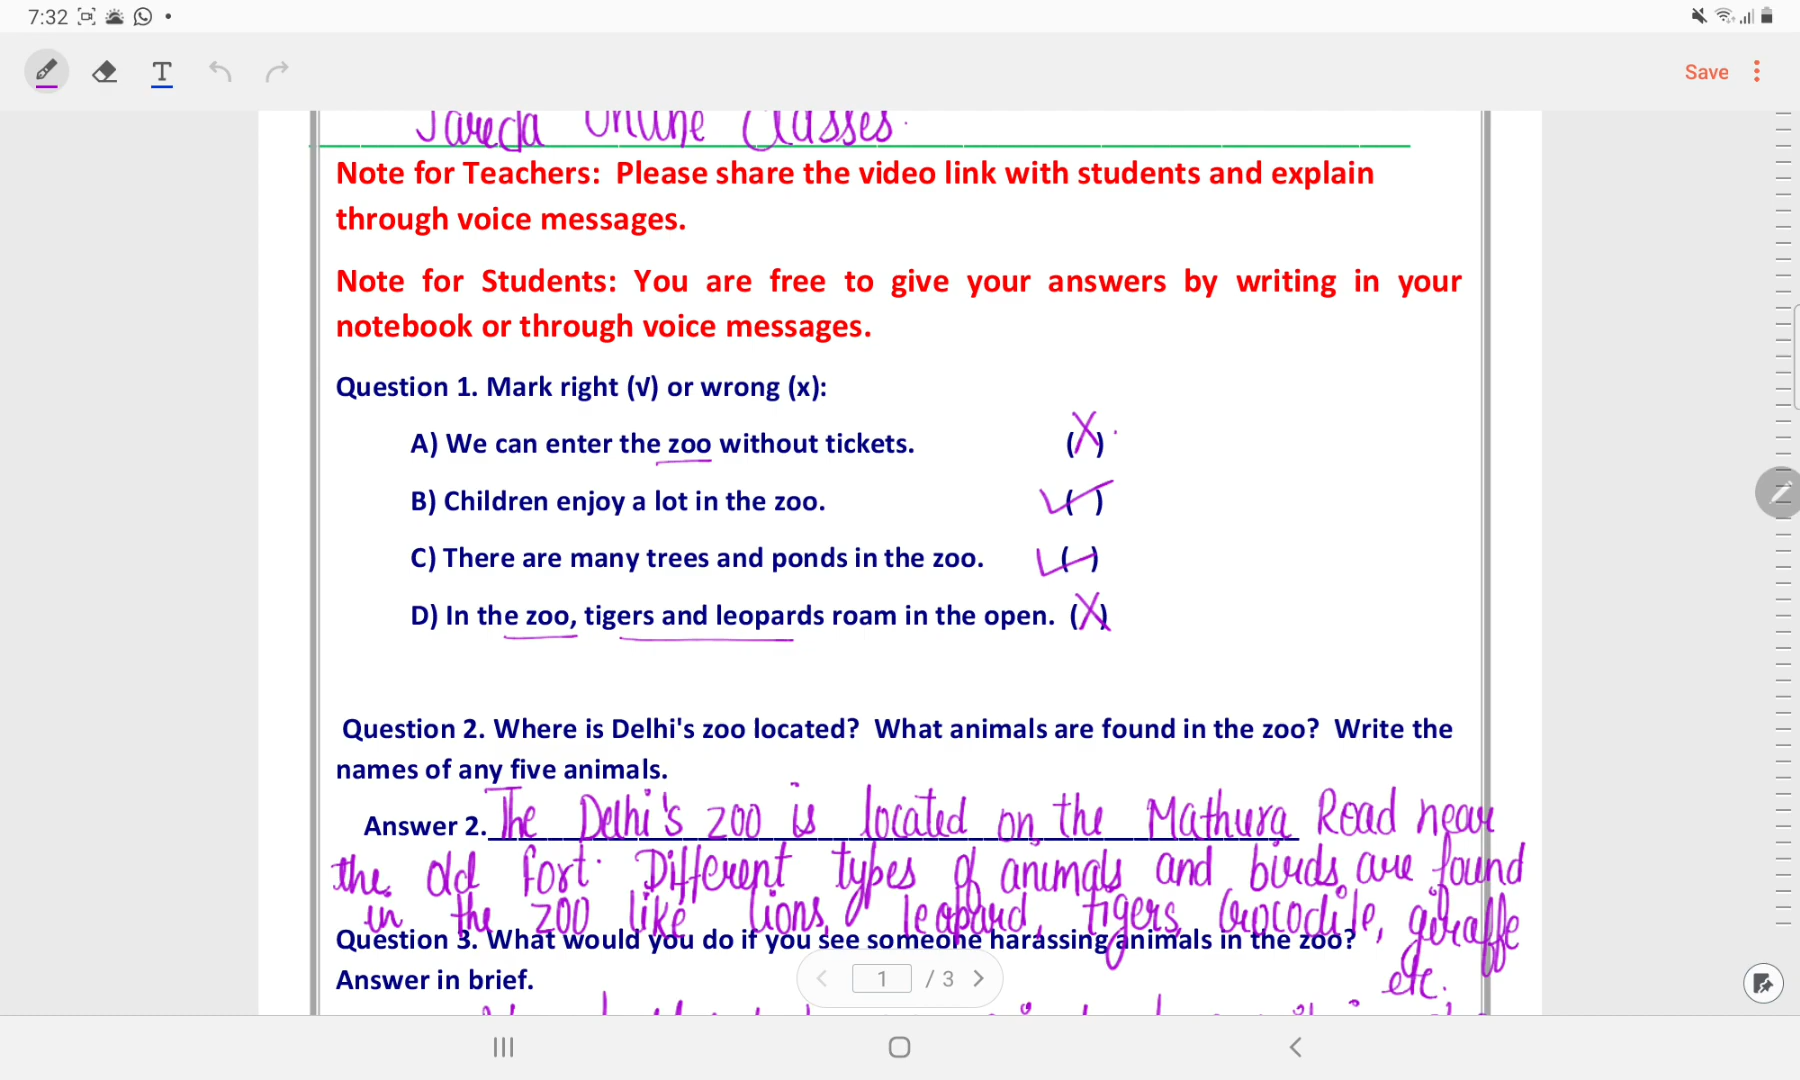 7:32
Save
Online Classes.
Note for Teachers: Please share the video link with students and explain
through voice messages.
Note for Students: You are free to give your answers by writing in your
notebook or through voice messages.
Question 1. Mark right (√) or wrong (x):
A) We can enter the zoo without tickets. (X)
B) Children enjoy a lot in the zoo. (✓)
C) There are many trees and ponds in the zoo. (✓)
D) In the zoo, tigers and leopards roam in the open. (X)
Question 2. Where is Delhi's zoo located? What animals are found in the zoo? Write the
names of any five animals.
Answer 2. The Delhi's zoo is located on the Mathura Road near
the old fort. Different types of animals and birds are found
in the zoo like lions, leopard, tigers, Crocodile, giraffe
etc.
Question 3. What would you do if you see someone harassing animals in the zoo?
Answer in brief.
1 / 3